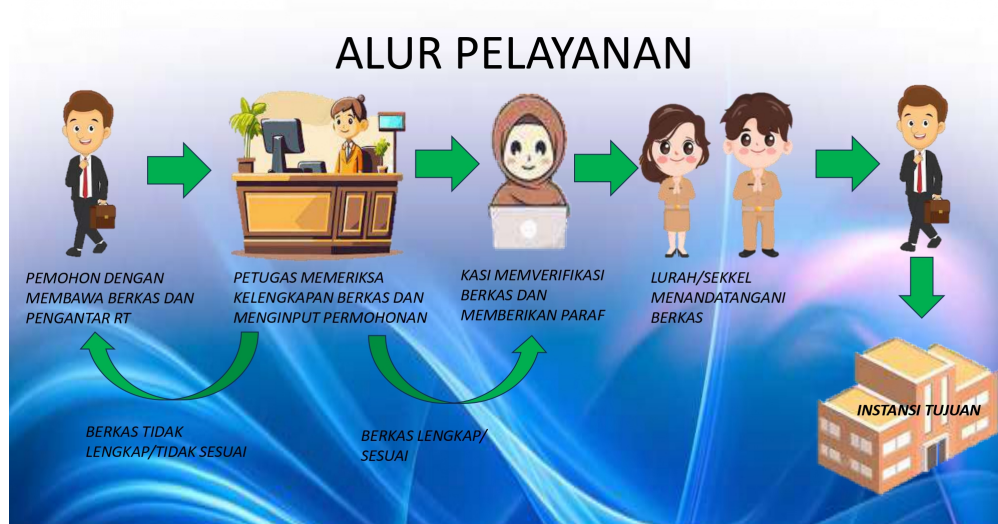 ALUR PELAYANAN
PEMOHON DENGAN
MEMBAWA BERKAS DAN
PENGANTAR RT
PETUGAS MEMERIKSA
KELENGKAPAN BERKAS DAN
MENGINPUT PERMOHONAN
KASI MEMVERIFIKASI
BERKAS DAN
MEMBERIKAN PARAF
LURAH/SEKKEL
MENANDATANGANI
BERKAS
INSTANSI TUJUAN
BERKAS TIDAK
LENGKAP/TIDAK SESUAI
BERKAS LENGKAP/
SESUAI